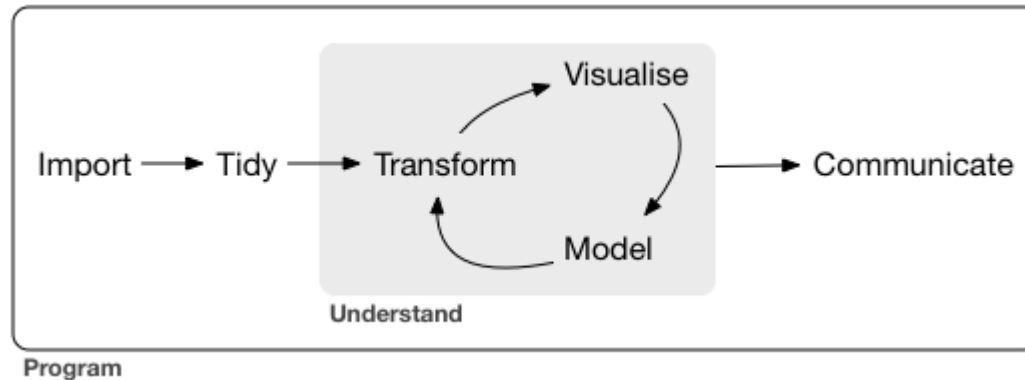 Visualise
Import
Tidy
Transform
Communicate
Model
Understand
Program